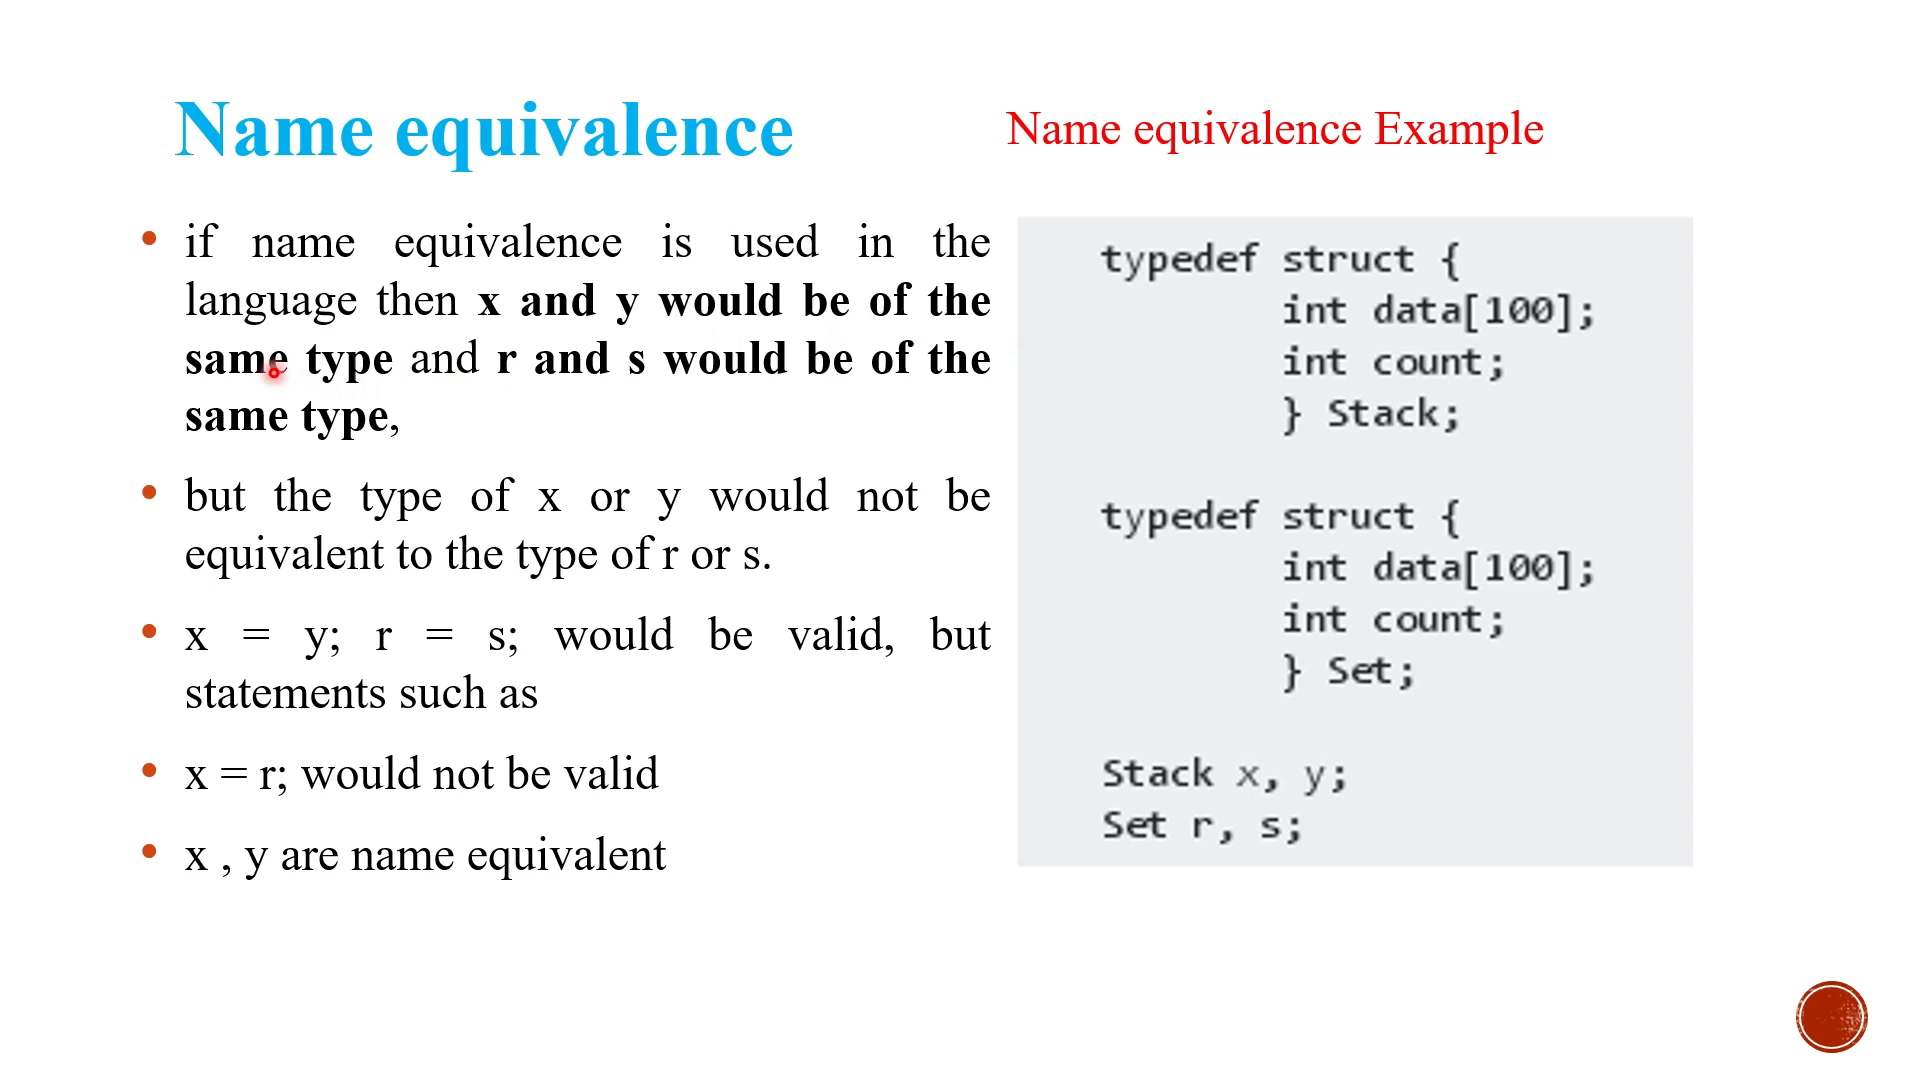 Name equivalence
• if name equivalence is used in the
language then x and y would be of the
same type and r and s would be of the
same type,
• but the type of x or y would not be
equivalent to the type of r or s.
• x = y; r = s; would be valid, but
statements such as
• x = r; would not be valid
• x , y are name equivalent
Name equivalence Example
typedef struct {
int data[100];
int count;
} Stack;
typedef struct {
int data[100];
int count;
} Set;
Stack x, y;
Set r, s;